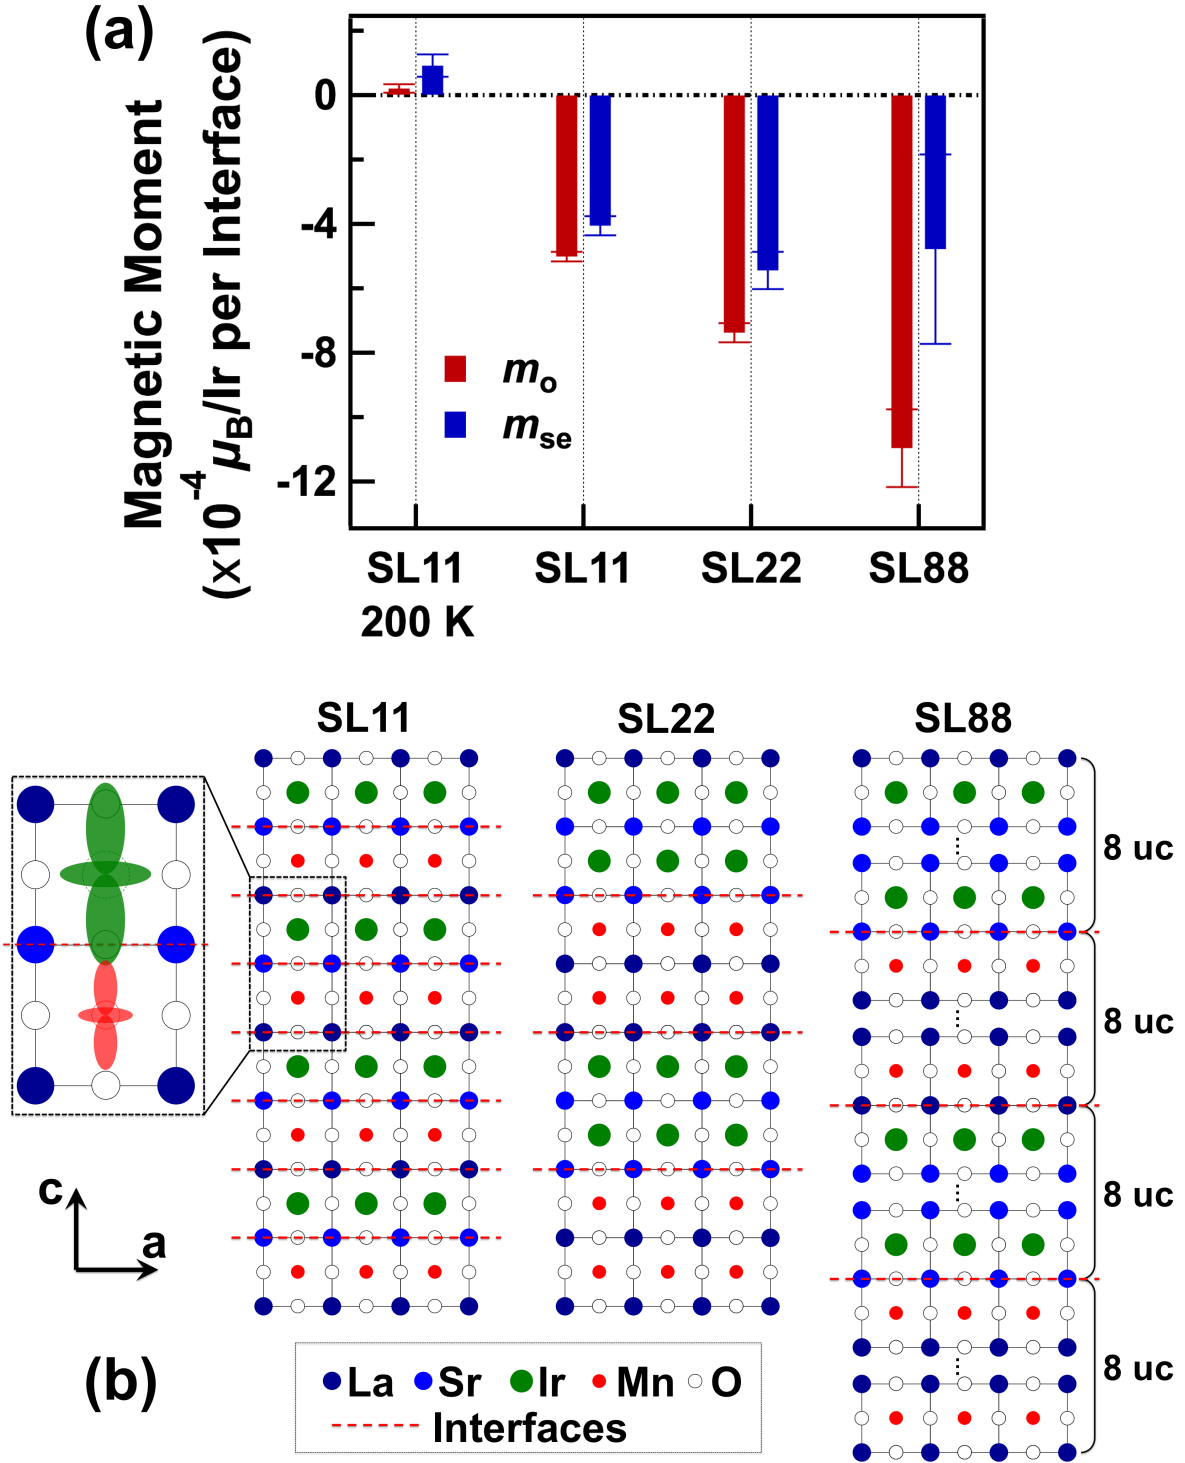 (a)
Magnetic Moment
(x10⁻⁴ μB/Ir per Interface)
0
-4
-8
-12
mo
mse
SL11
200 K
SL11
SL22
SL88
SL11
SL22
SL88
8 uc
8 uc
8 uc
8 uc
c
a
(b)
La Sr Ir Mn O
Interfaces